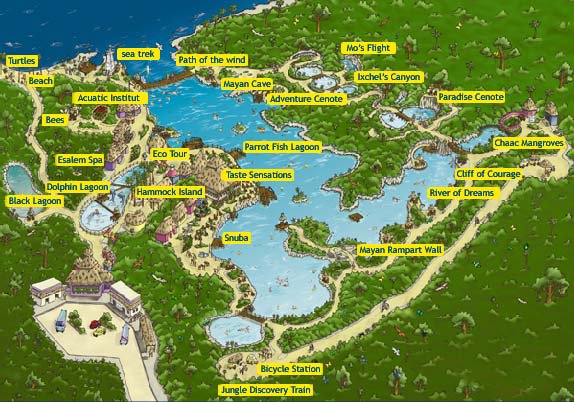 Mo's Flight
sea trek
Path of the wind
Turtles
Ixchel's Canyon
Beach
Mayan Cave
Acuatic Institut
Adventure Cenote
Paradise Cenote
Bees
Chaac Mangroves
Parrot Fish Lagoon
Eco Tour
Esalem Spa
Cliff of Courage
Taste Sensations
Dolphin Lagoon
Hammock Island
River of Dreams
Black Lagoon
Snuba
Mayan Rampart Wall
Bicycle Station
Jungle Discovery Train